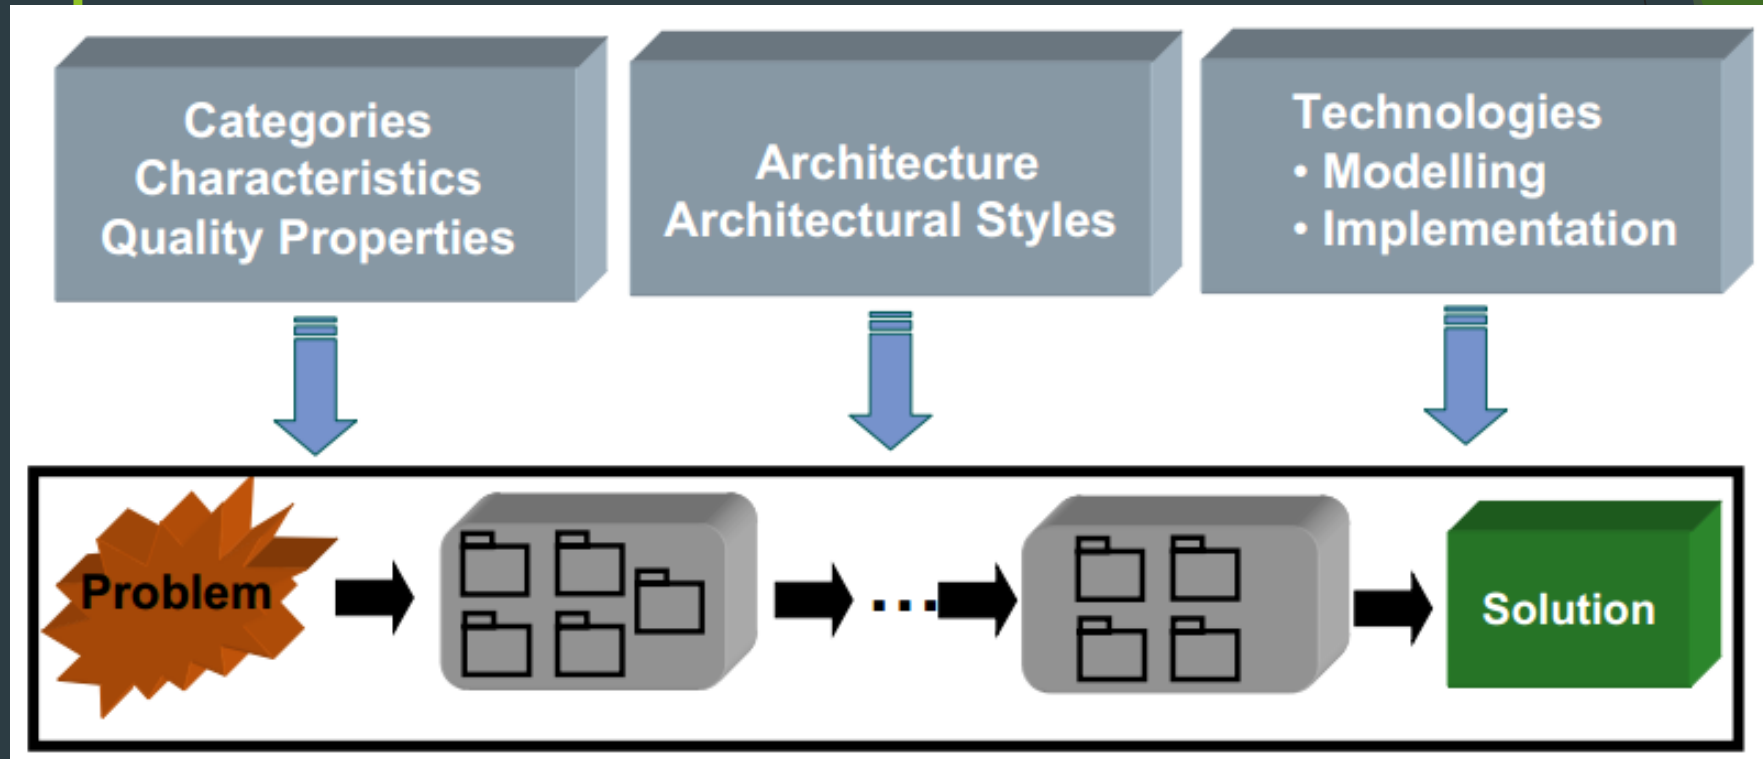 Categories
Characteristics
Quality Properties
Architecture
Architectural Styles
Technologies
• Modelling
• Implementation
Problem
...
Solution